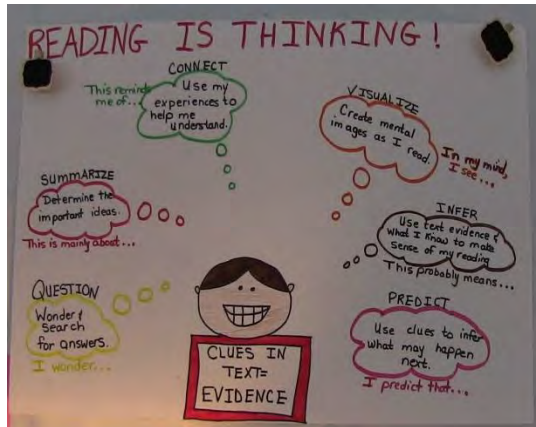 READING IS THINKING!
CONNECT
This reminds
me of...
Use my
experiences to
help me
understand.
VISUALIZE
Create mental
images as I
read.
In my mind,
I see...
SUMMARIZE
Determine the
important ideas.
This is mainly about...
INFER
Use text evidence &
what I know to make
sense of my reading
This probably means...
QUESTION
Wonder &
search
for answers.
I wonder...
PREDICT
Use clues to infer
what may happen
next.
I predict that...
CLUES IN
TEXT=
EVIDENCE